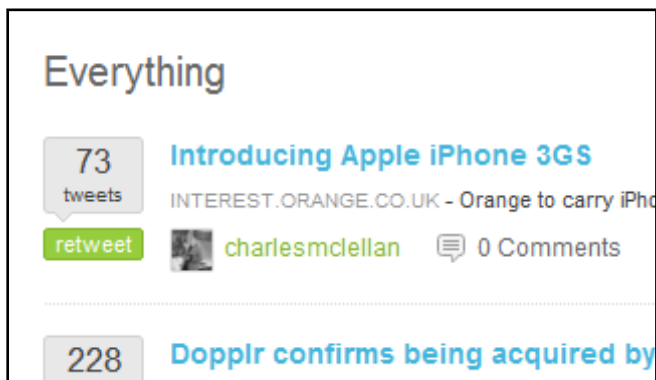 Everything
73
tweets
Introducing Apple iPhone 3GS
INTEREST.ORANGE.CO.UK - Orange to carry
retweet
charlesmclellan
0 Comments
228
Dopplr confirms being acquired by